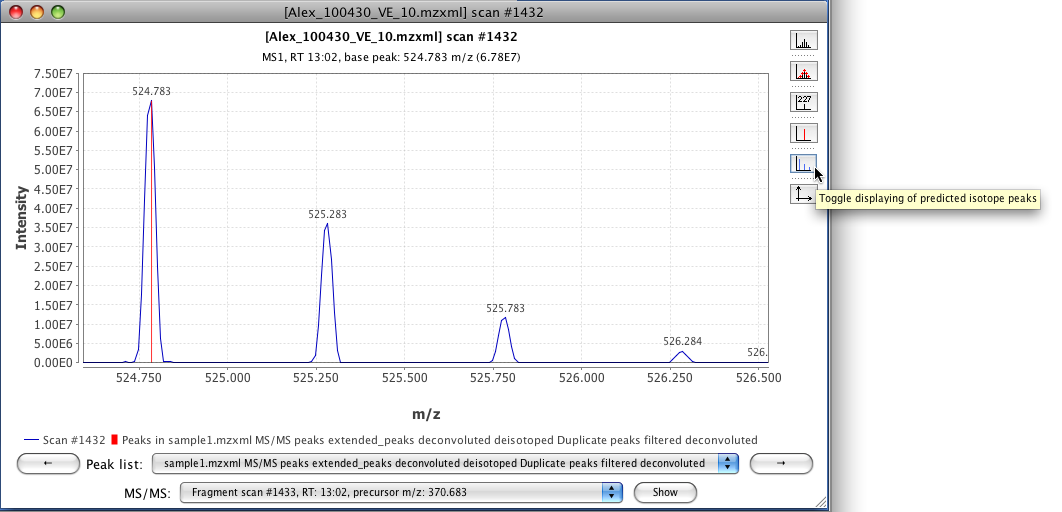 [Alex_100430_VE_10.mzxml] scan #1432
[Alex_100430_VE_10.mzxml] scan #1432
MS1, RT 13:02, base peak: 524.783 m/z (6.78E7)
7.50E7
7.00E7
6.50E7
6.00E7
5.50E7
5.00E7
4.50E7
4.00E7
3.50E7
3.00E7
2.50E7
2.00E7
1.50E7
1.00E7
5.00E6
0.00E0
Intensity
524.783
525.283
525.783
526.284
526.
227
Toggle displaying of predicted isotope peaks
524.750 525.000 525.250 525.500 525.750 526.000 526.250 526.500
m/z
Scan #1432 Peaks in sample1.mzxml MS/MS peaks extended_peaks deconvoluted deisotoped Duplicate peaks filtered deconvoluted
← Peak list: sample1.mzxml MS/MS peaks extended_peaks deconvoluted deisotoped Duplicate peaks filtered deconvoluted →
MS/MS: Fragment scan #1433, RT: 13:02, precursor m/z: 370.683 Show